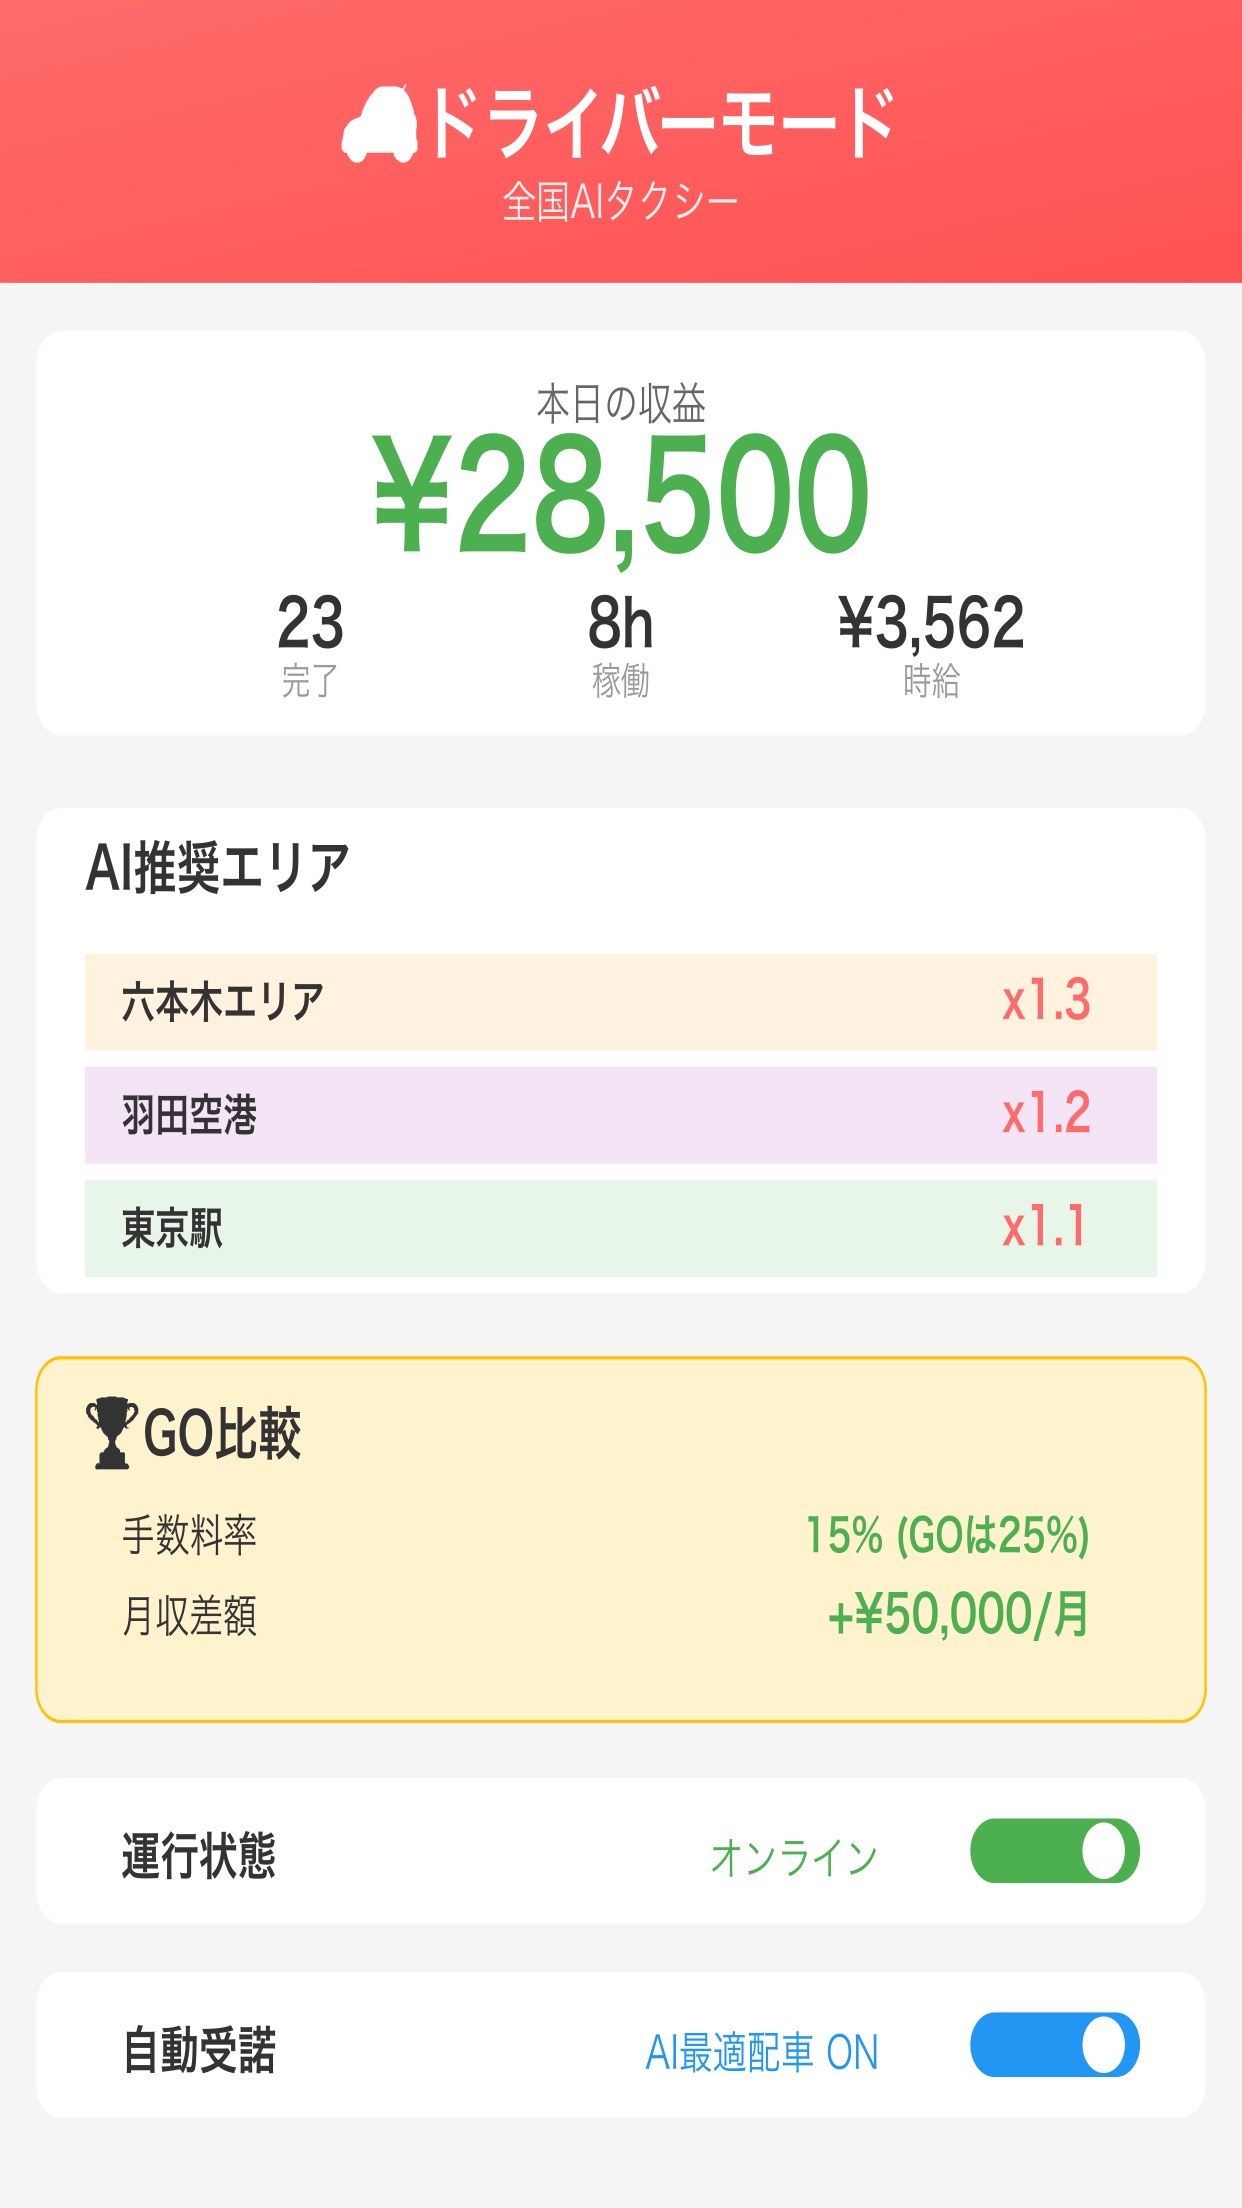 ドライバーモード
全国AIタクシー
本日の収益
¥28,500
23 8h ¥3,562
完了 稼働 時給
AI推奨エリア
六本木エリア x1.3
羽田空港 x1.2
東京駅 x1.1
GO比較
手数料率 15% (GOは25%)
月収差額 +¥50,000/月
運行状態 オンライン
自動受諾 AI最適配車 ON